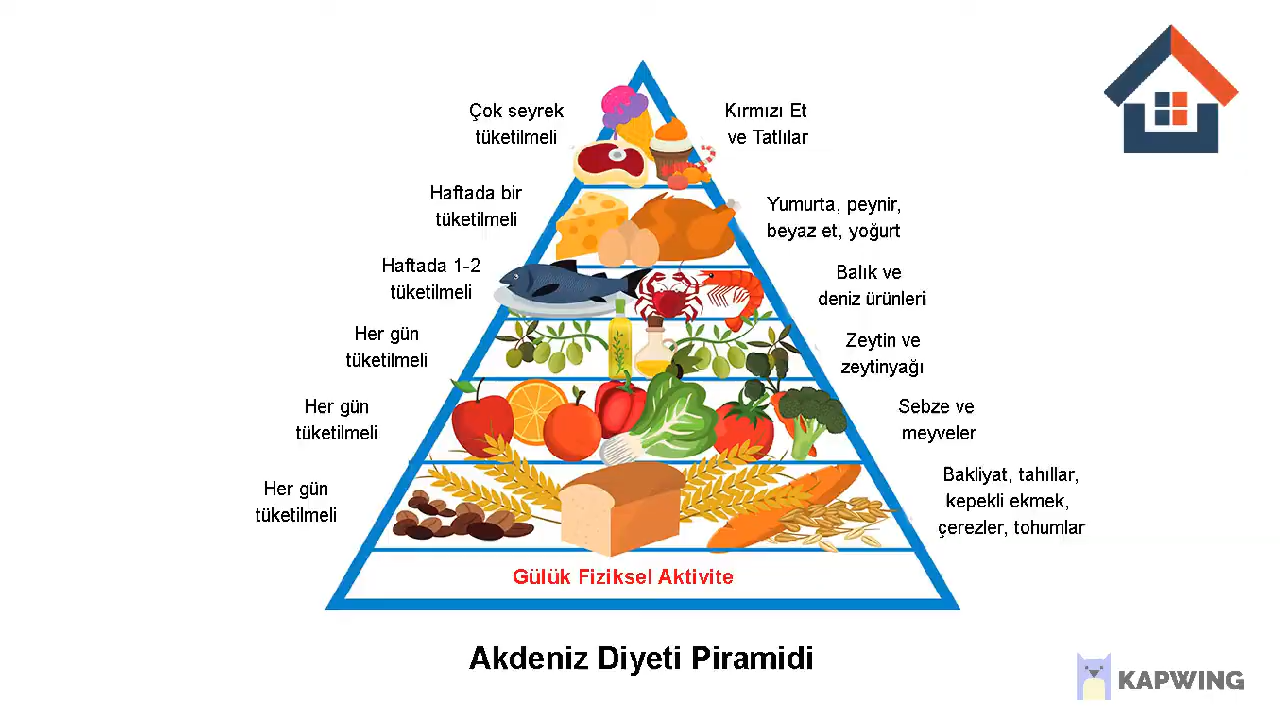 Çok seyrek
tüketilmeli
Kırmızı Et
ve Tatlılar
Haftada bir
tüketilmeli
Yumurta, peynir,
beyaz et, yoğurt
Haftada 1-2
tüketilmeli
Balık ve
deniz ürünleri
Her gün
tüketilmeli
Zeytin ve
zeytinyağı
Her gün
tüketilmeli
Sebze ve
meyveler
Her gün
tüketilmeli
Bakliyat, tahıllar,
kepekli ekmek,
çerezler, tohumlar
Gülük Fiziksel Aktivite
Akdeniz Diyeti Piramidi
KAPWING